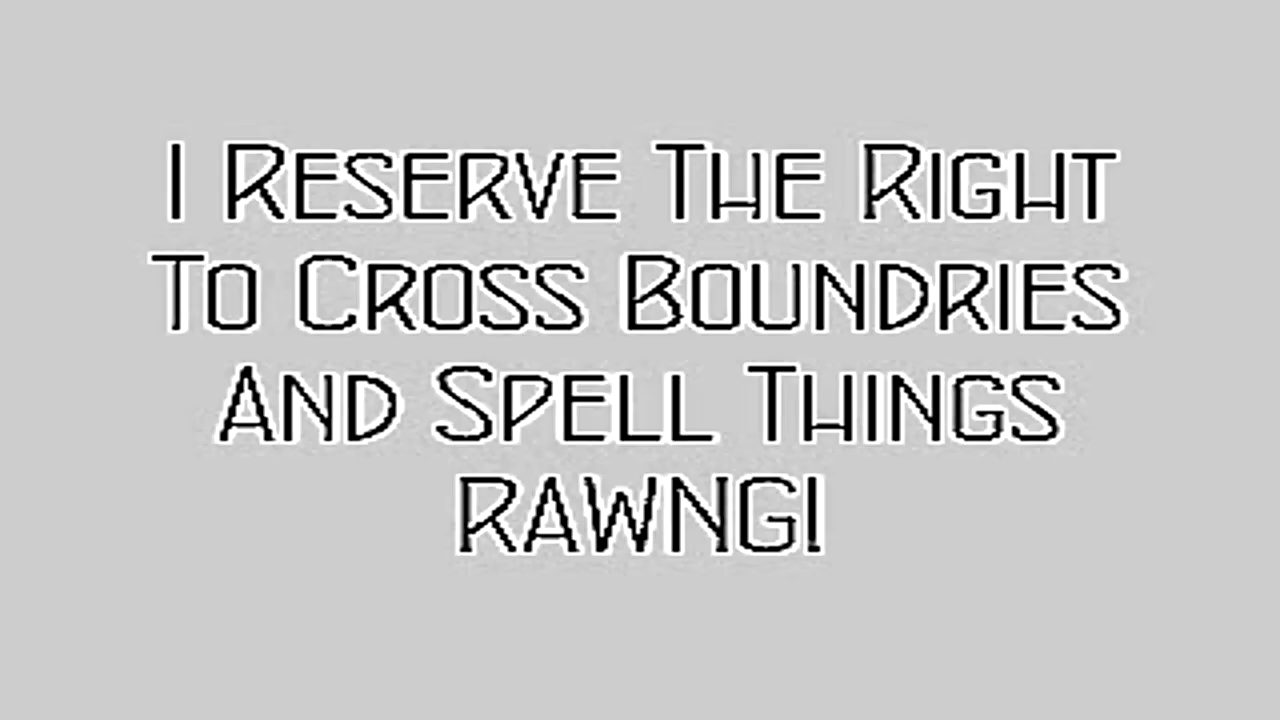 I Reserve The Right
To Cross Boundries
And Spell Things
RAWNG!